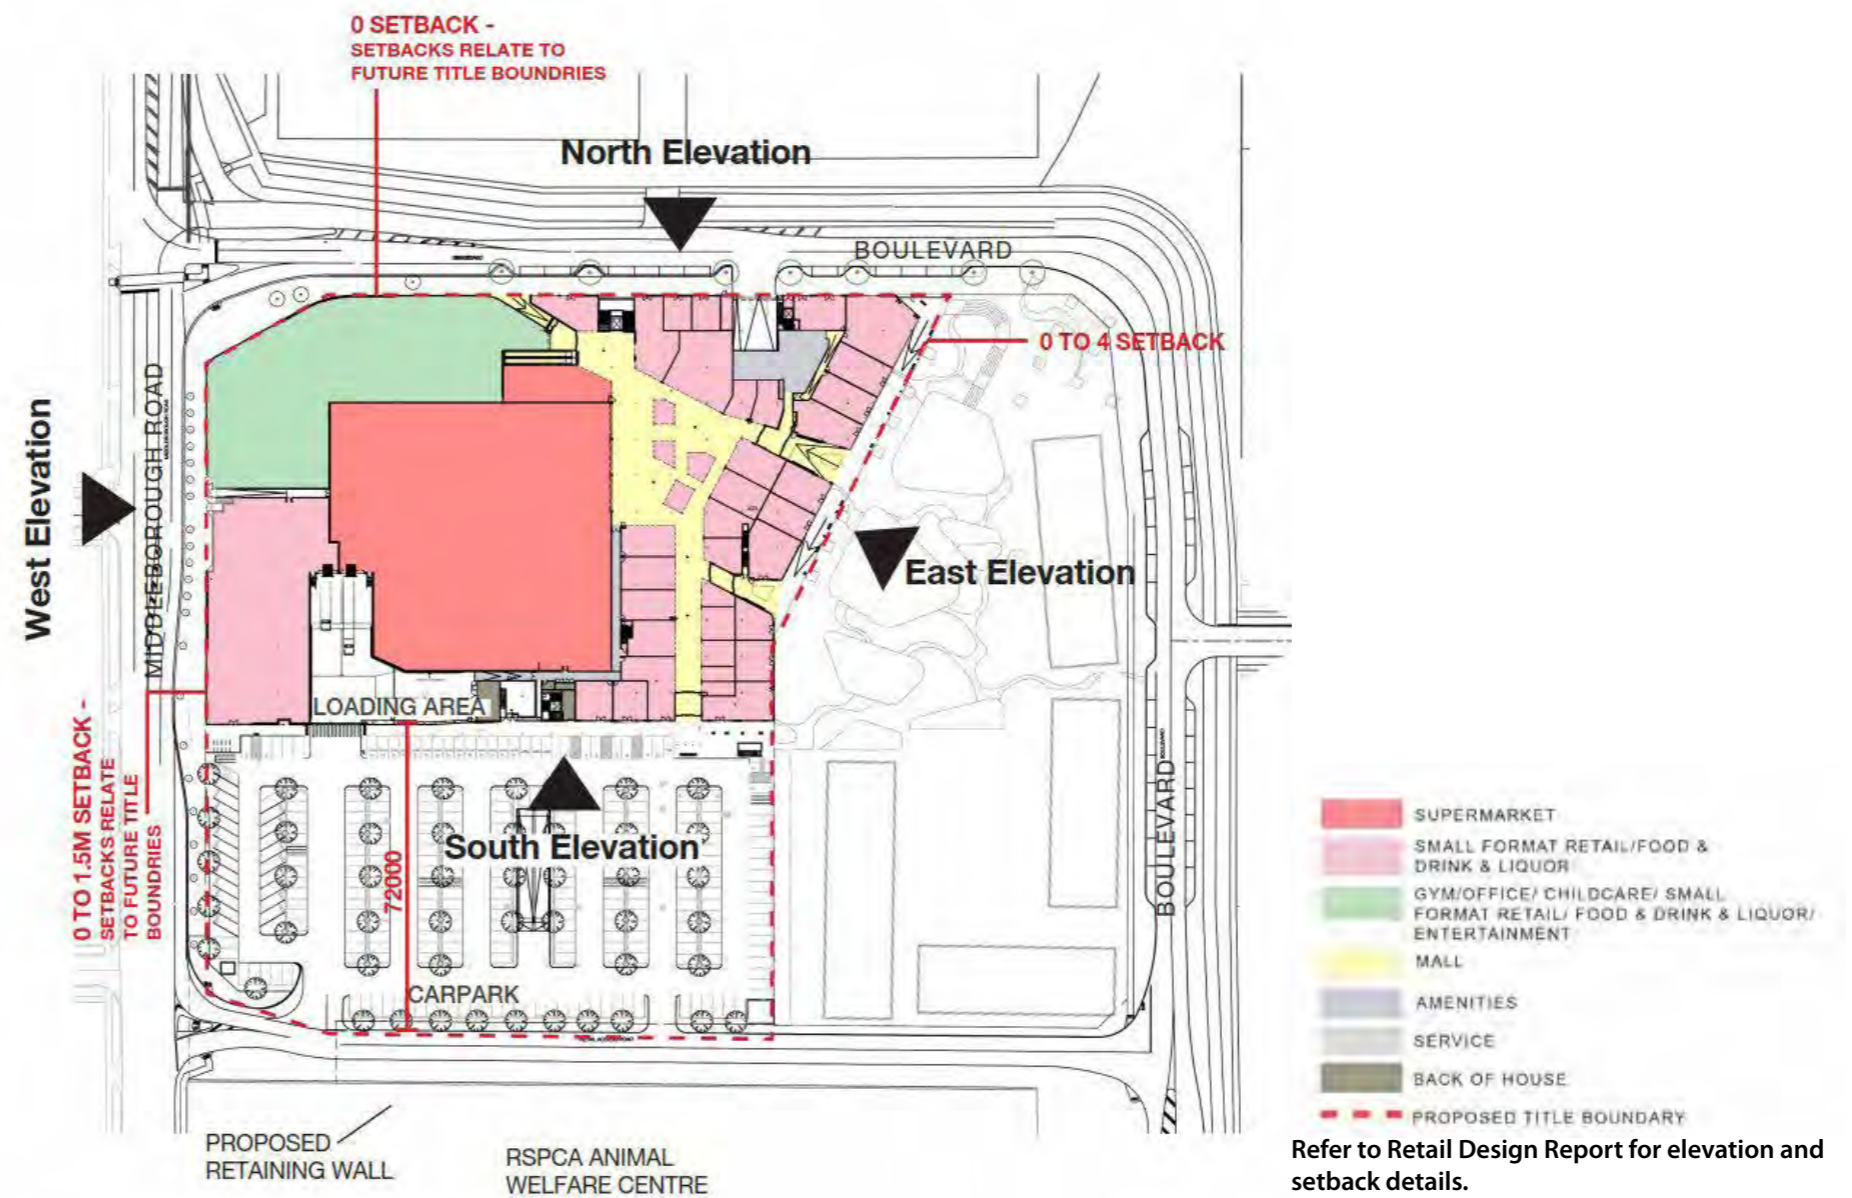 0 SETBACK -
SETBACKS RELATE TO
FUTURE TITLE BOUNDRIES
North Elevation
BOULEVARD
0 TO 4 SETBACK
West Elevation
MIDDLEBOROUGH ROAD
East Elevation
LOADING AREA
0 TO 1.5M SETBACK -
SETBACKS RELATE
TO FUTURE TITLE
BOUNDRIES
72000
South Elevation
CARPARK
BOULEVARD
SUPERMARKET
SMALL FORMAT RETAIL/FOOD &
DRINK & LIQUOR
GYM/OFFICE/ CHILDCARE/ SMALL
FORMAT RETAIL/ FOOD & DRINK & LIQUOR/
ENTERTAINMENT
MALL
AMENITIES
SERVICE
BACK OF HOUSE
PROPOSED TITLE BOUNDARY
PROPOSED
RETAINING WALL
RSPCA ANIMAL
WELFARE CENTRE
Refer to Retail Design Report for elevation and
setback details.